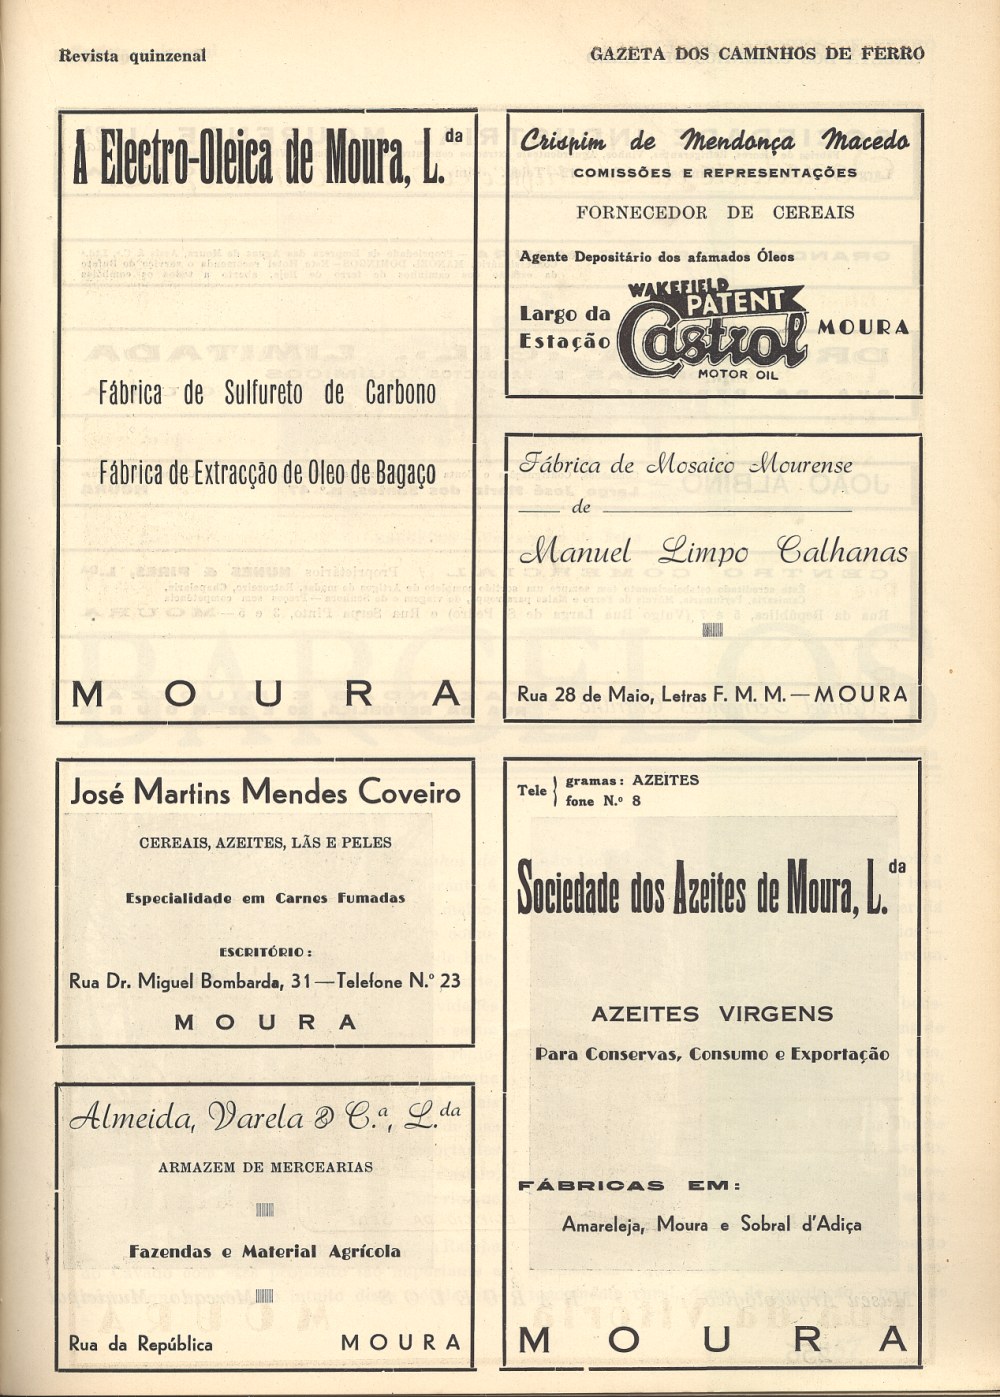 Revista quinzenal
GAZETA DOS CAMINHOS DE FERRO
A Electro-Oleica de Moura, L.da
Fábrica de Sulfureto de Carbono
Fábrica de Extracção de Oleo de Bagaço
MOURA
Crispim de Mendonça Macedo
COMISSÕES E REPRESENTAÇÕES
FORNECEDOR DE CEREAIS
Agente Depositário dos afamados Óleos
Largo da
Estação
WAKEFIELD
PATENT
Castrol
MOTOR OIL
MOURA
Fábrica de Mosaico Mourense
de
Manuel Limpo Calhanas
Rua 28 de Maio, Letras F. M. M. — MOURA
José Martins Mendes Coveiro
CEREAIS, AZEITES, LÃS E PELES
Especialidade em Carnes Fumadas
ESCRITÓRIO:
Rua Dr. Miguel Bombarda, 31 — Telefone N.º 23
MOURA
Almeida, Varela & C.a, L.da
ARMAZEM DE MERCEARIAS
Fazendas e Material Agrícola
Rua da República MOURA
Tele
gramas: AZEITES
fone N.º 8
Sociedade dos Azeites de Moura, L.da
AZEITES VIRGENS
Para Conservas, Consumo e Exportação
FÁBRICAS EM:
Amareleja, Moura e Sobral d'Adiça
MOURA